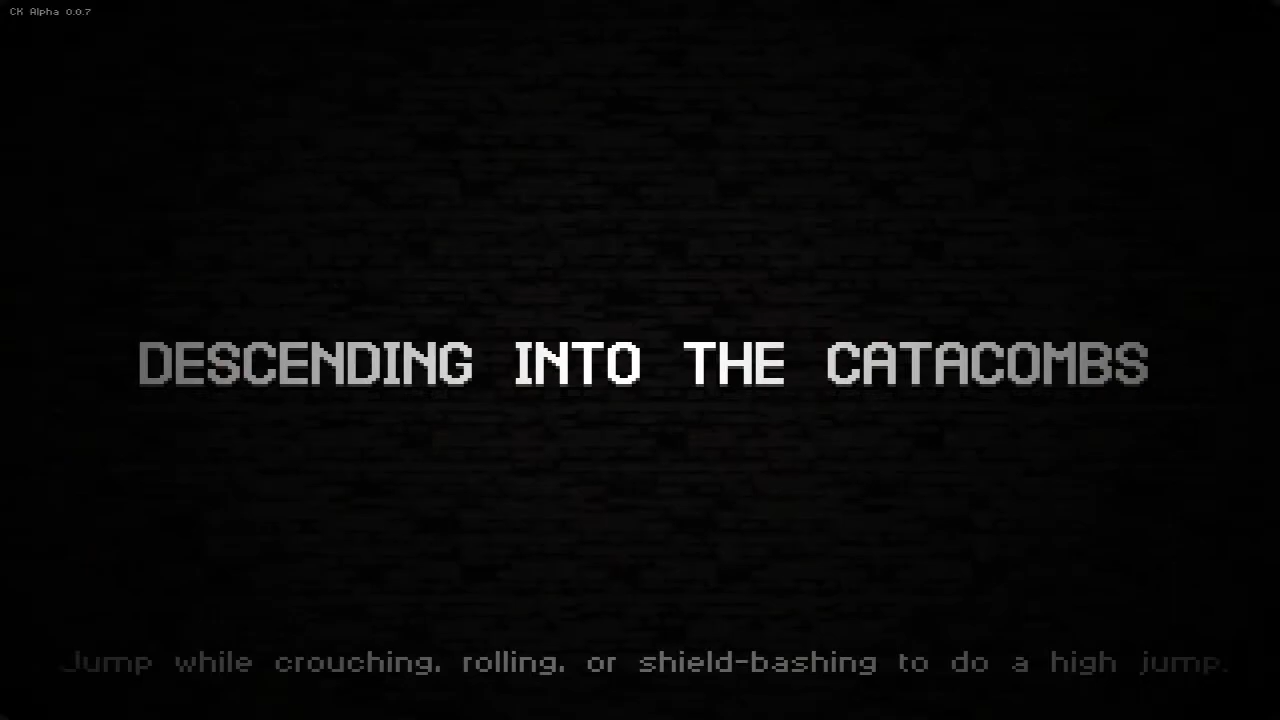 CK Alpha 0.0.7
DESCENDING INTO THE CATACOMBS
Jump while crouching, rolling, or shield-bashing to do a high jump.